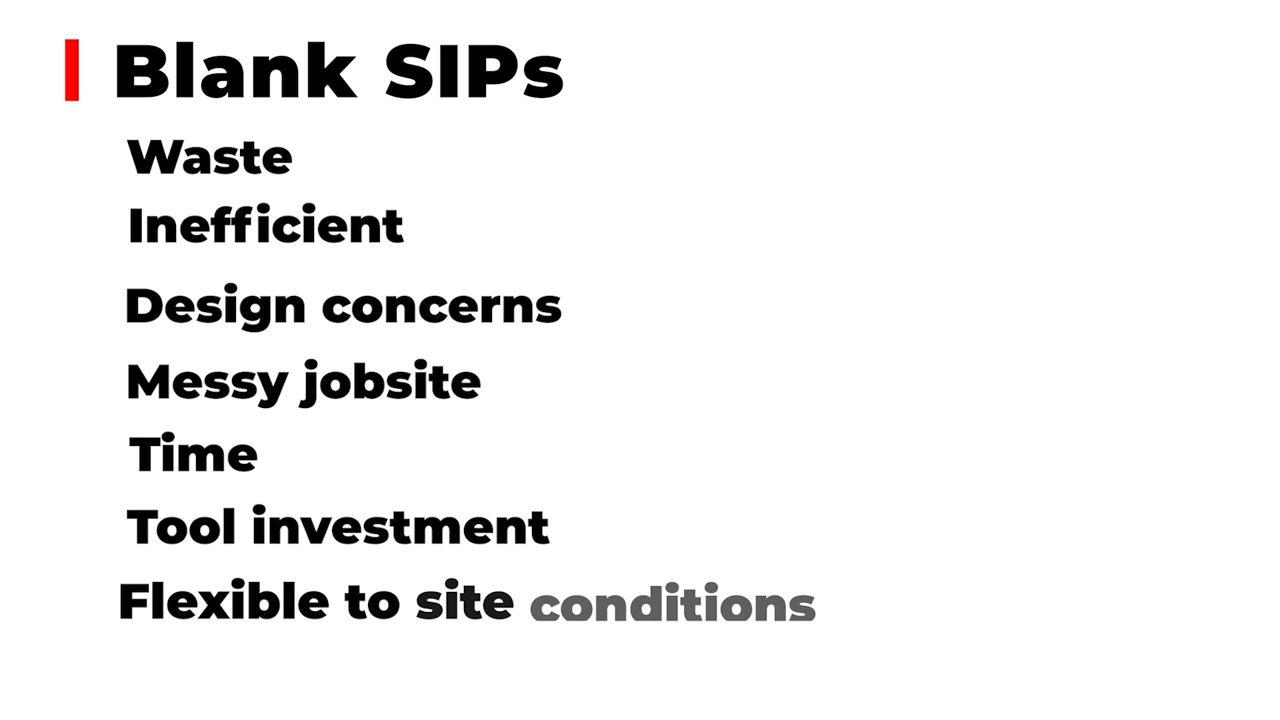 Blank SIPs
Waste
Inefficient
Design concerns
Messy jobsite
Time
Tool investment
Flexible to site conditions